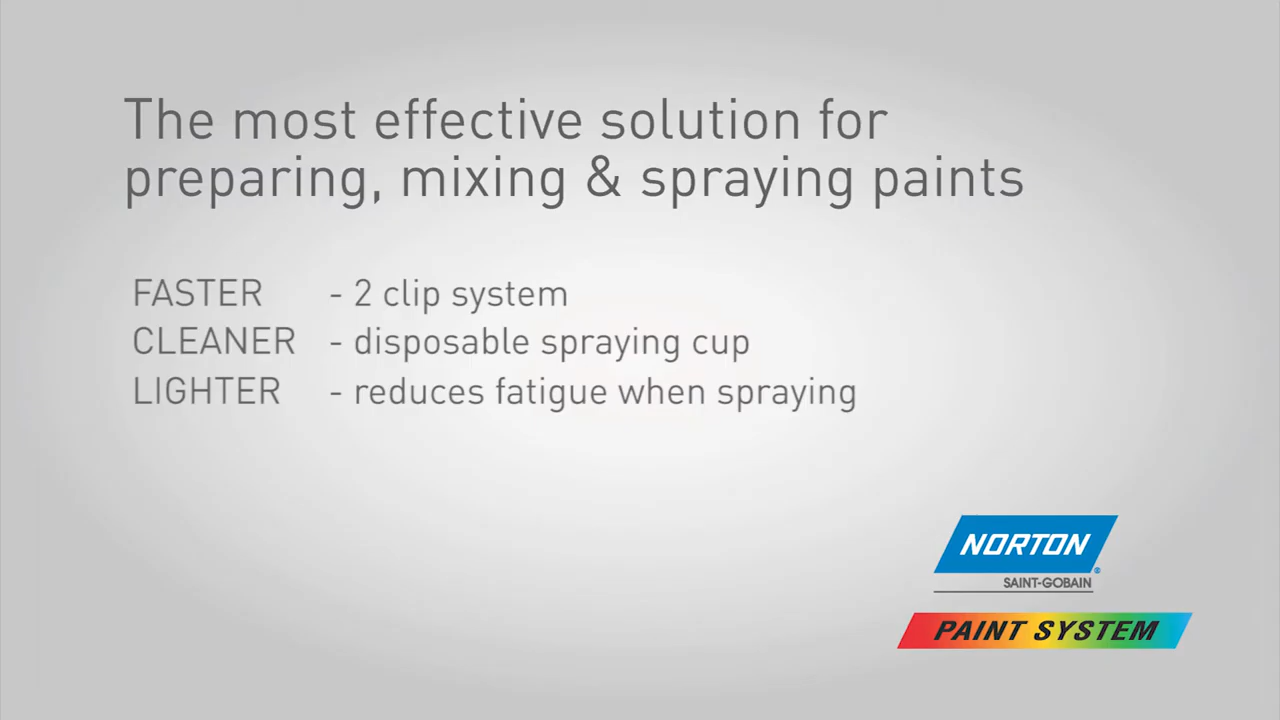 The most effective solution for
preparing, mixing & spraying paints
FASTER - 2 clip system
CLEANER - disposable spraying cup
LIGHTER - reduces fatigue when spraying
NORTON
®
SAINT-GOBAIN
PAINT SYSTEM